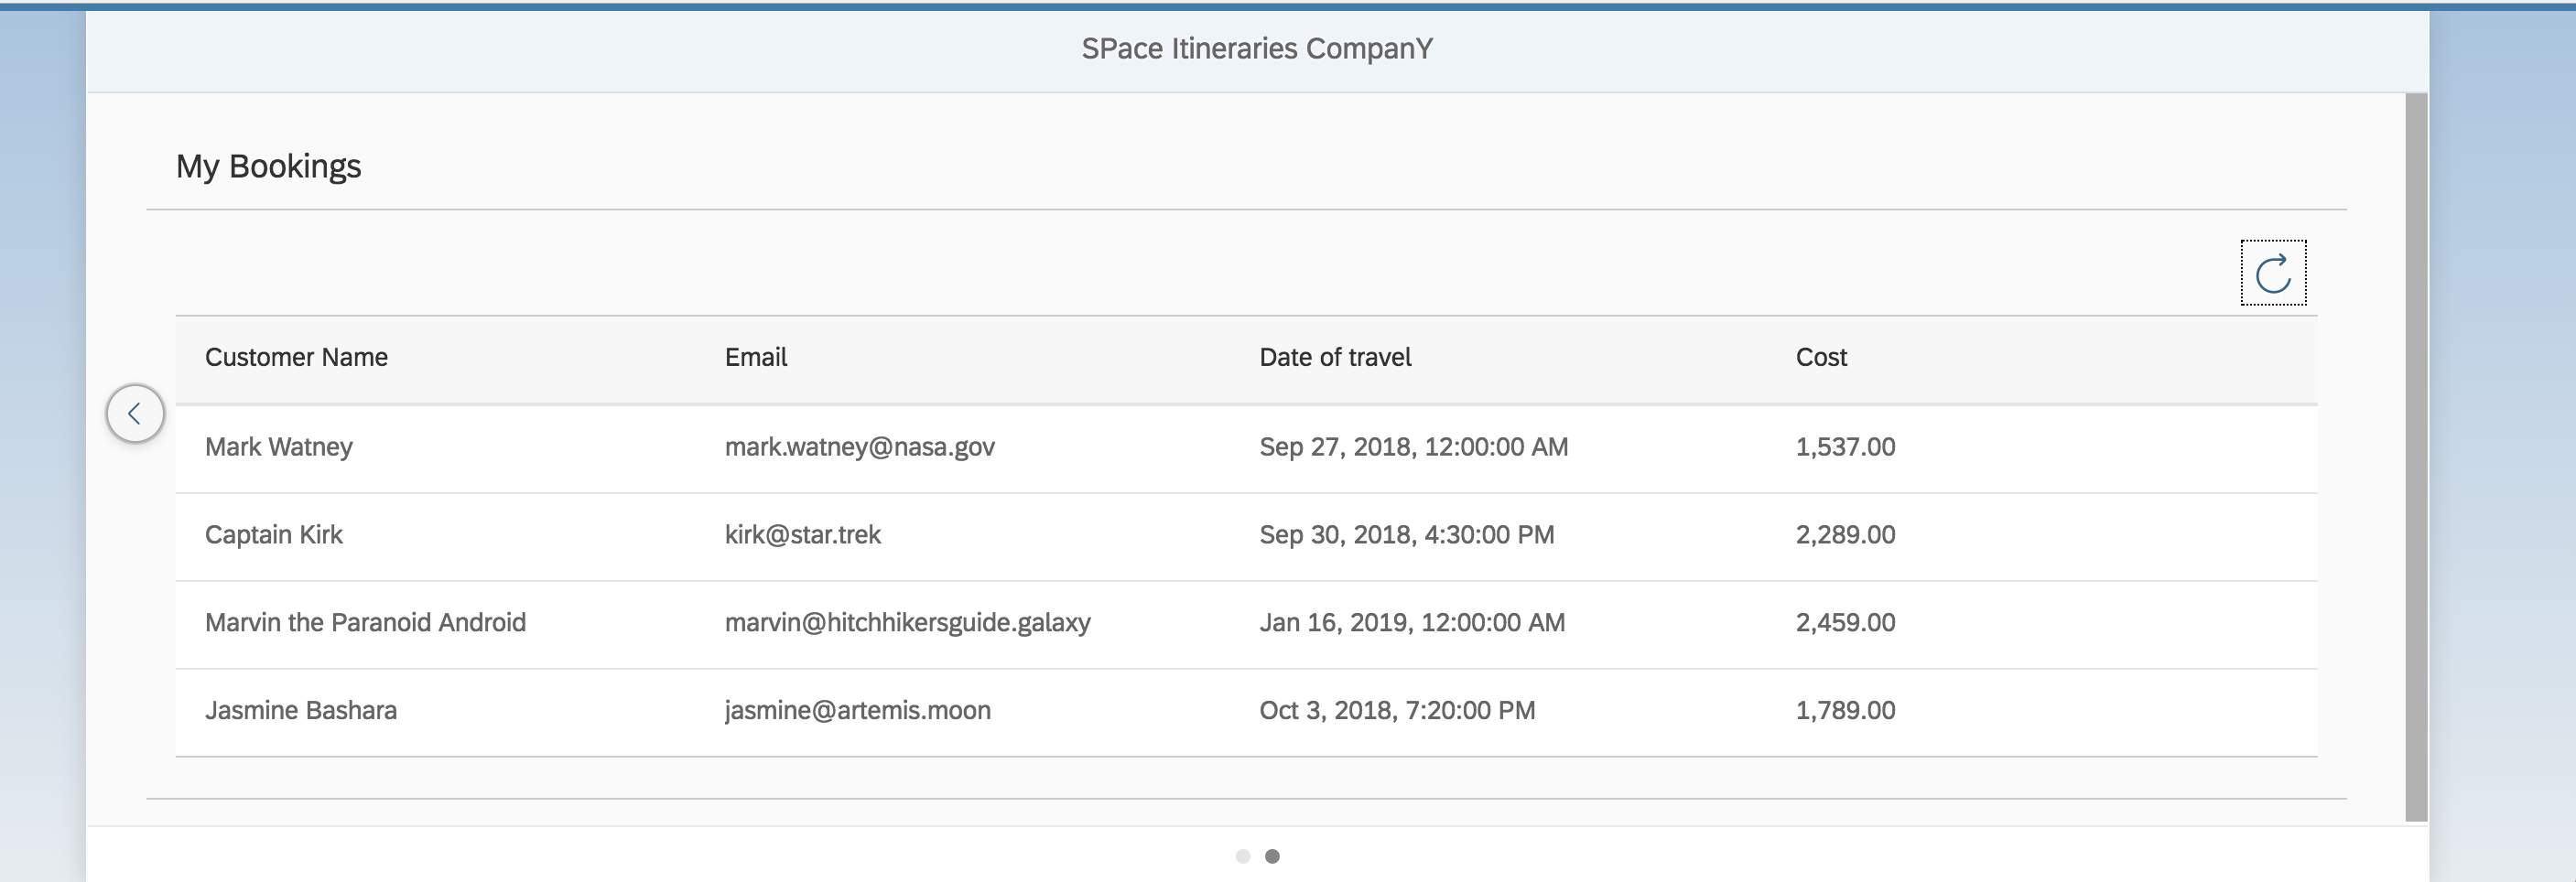 SPace Itineraries CompanY
My Bookings
Customer Name Email Date of travel Cost
Mark Watney mark.watney@nasa.gov Sep 27, 2018, 12:00:00 AM 1,537.00
Captain Kirk kirk@star.trek Sep 30, 2018, 4:30:00 PM 2,289.00
Marvin the Paranoid Android marvin@hitchhikersguide.galaxy Jan 16, 2019, 12:00:00 AM 2,459.00
Jasmine Bashara jasmine@artemis.moon Oct 3, 2018, 7:20:00 PM 1,789.00